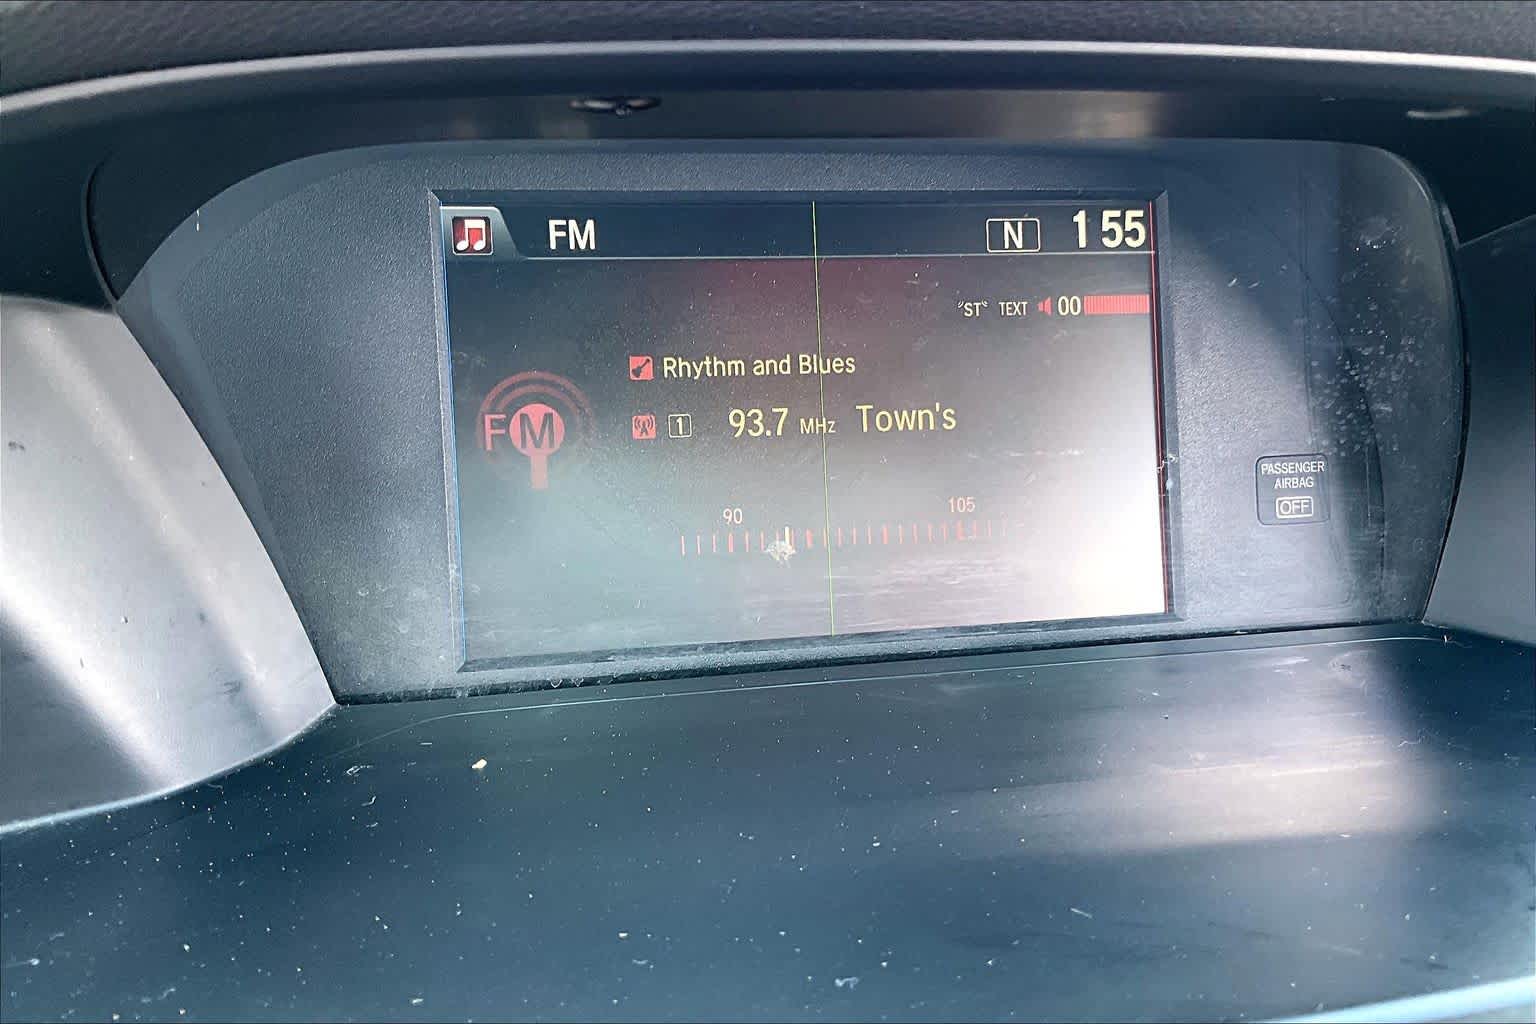 FM N 1 55
"ST" TEXT 00
Rhythm and Blues
FM
1 93.7 MHz Town's
90 105
PASSENGER
AIRBAG
OFF